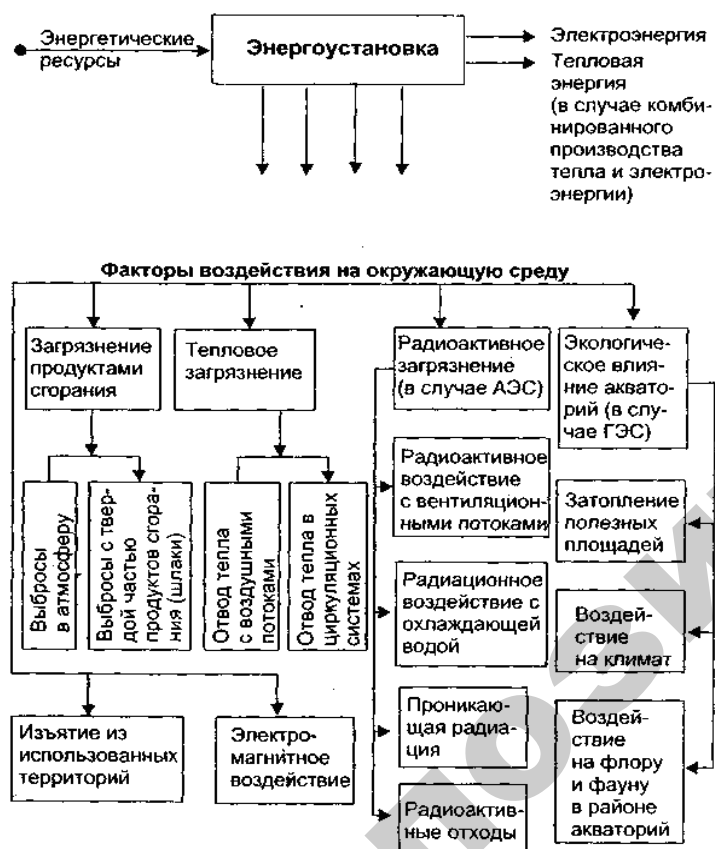 Энергетические
ресурсы
Энергоустановка
Электроэнергия
Тепловая
энергия
(в случае комби-
нированного
производства
тепла и электро-
энергии)
Факторы воздействия на окружающую среду
Загрязнение
продуктами
сгорания
Тепловое
загрязнение
Радиоактивное
загрязнение
(в случае АЭС)
Экологиче-
ское влия-
ние аквато-
рий (в слу-
чае ГЭС)
Выбросы
в атмосферу
Выбросы с твер-
дой частью
продуктов сгора-
ния (шлаки)
Отвод тепла
с воздушными
потоками
Отвод тепла в
циркуляционных
системах
Радиоактивное
воздействие
с вентиляцион-
ными потоками
Затопление
полезных
площадей
Радиационное
воздействие с
охлаждающей
водой
Воздей-
ствие
на климат
Изъятие из
использованных
территорий
Электро-
магнитное
воздействие
Проникаю-
щая радиа-
ция
Воздей-
ствие
на флору
и фауну
в районе
акваторий
Радиоактив-
ные отходы